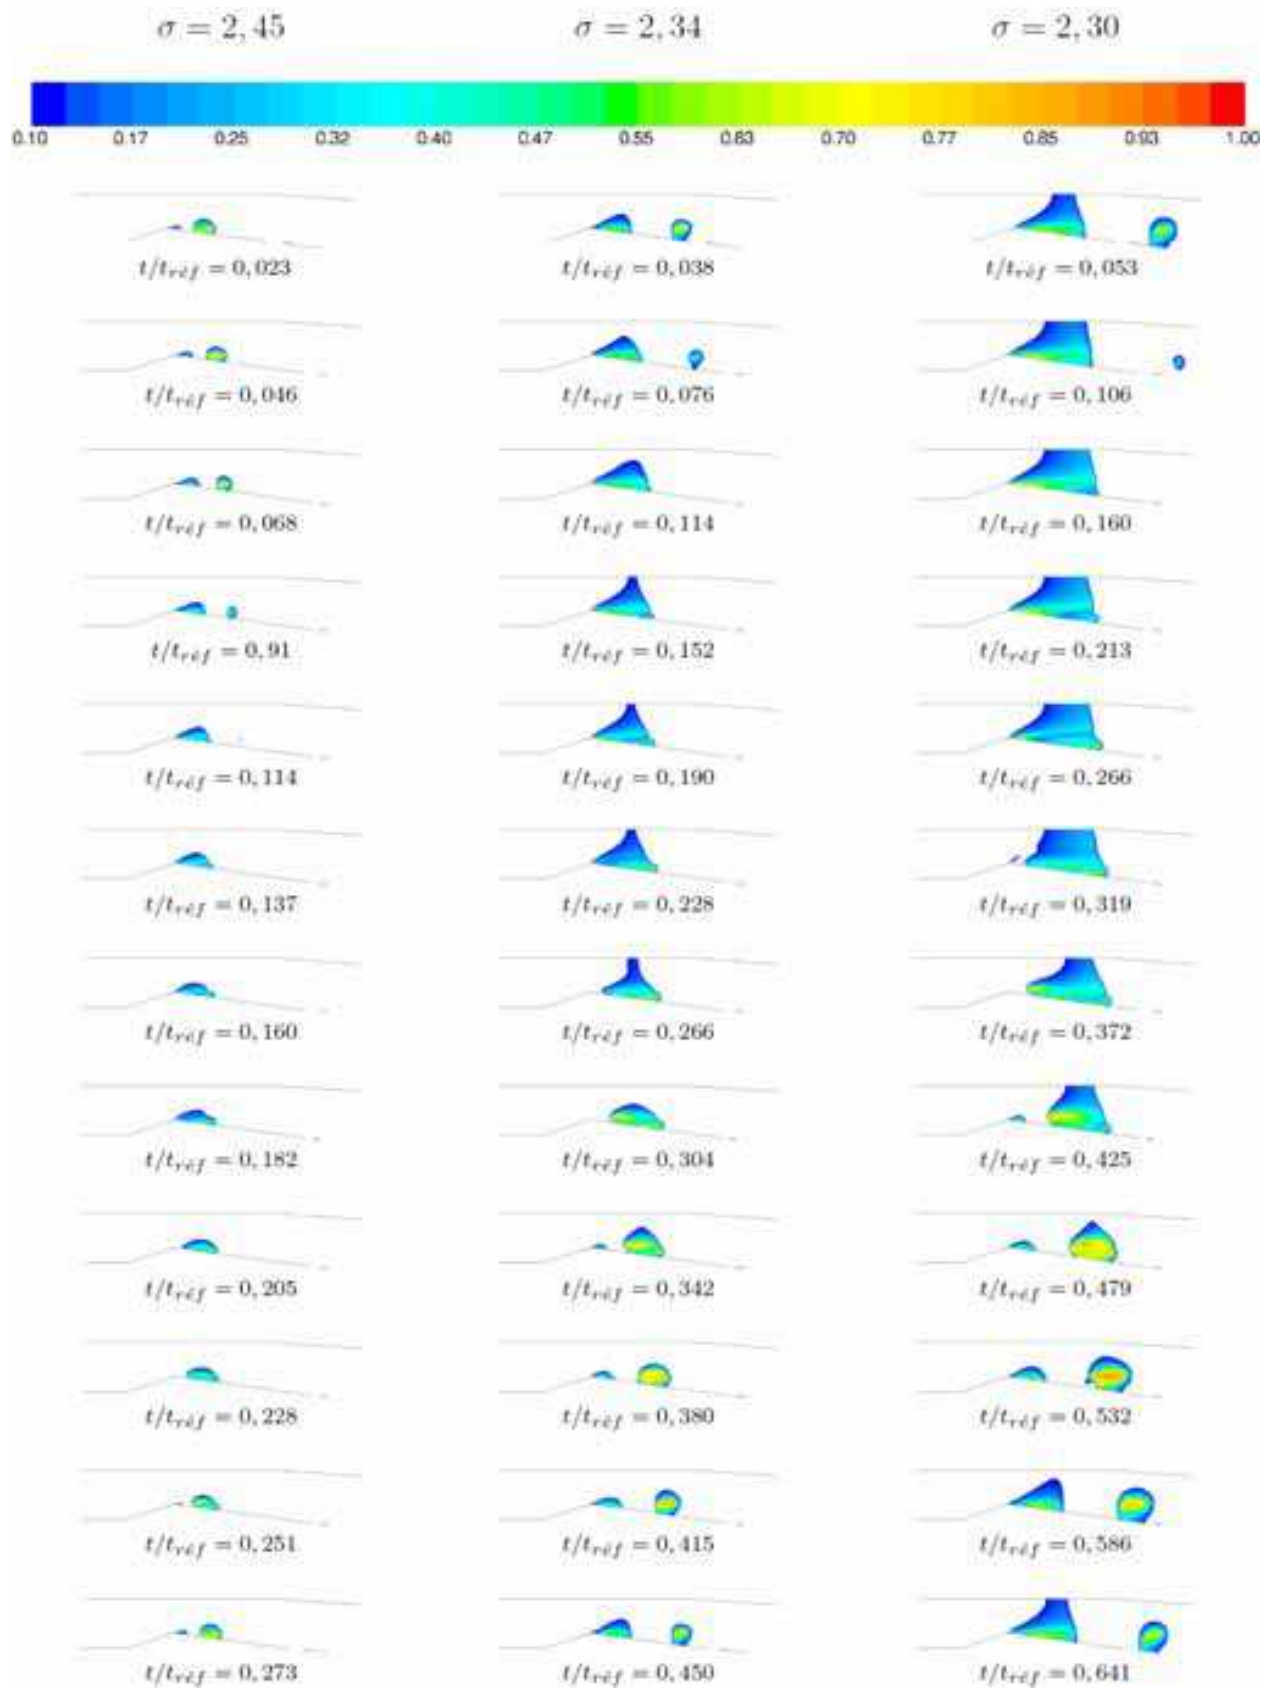 σ = 2,45 σ = 2,34 σ = 2,30
0.10 0.17 0.25 0.32 0.40 0.47 0.55 0.63 0.70 0.77 0.85 0.93 1.00
t/t_réf = 0,023 t/t_réf = 0,038 t/t_réf = 0,053
t/t_réf = 0,046 t/t_réf = 0,076 t/t_réf = 0,106
t/t_réf = 0,068 t/t_réf = 0,114 t/t_réf = 0,160
t/t_réf = 0,91 t/t_réf = 0,152 t/t_réf = 0,213
t/t_réf = 0,114 t/t_réf = 0,190 t/t_réf = 0,266
t/t_réf = 0,137 t/t_réf = 0,228 t/t_réf = 0,319
t/t_réf = 0,160 t/t_réf = 0,266 t/t_réf = 0,372
t/t_réf = 0,182 t/t_réf = 0,304 t/t_réf = 0,425
t/t_réf = 0,205 t/t_réf = 0,342 t/t_réf = 0,479
t/t_réf = 0,228 t/t_réf = 0,380 t/t_réf = 0,532
t/t_réf = 0,251 t/t_réf = 0,415 t/t_réf = 0,586
t/t_réf = 0,273 t/t_réf = 0,450 t/t_réf = 0,641